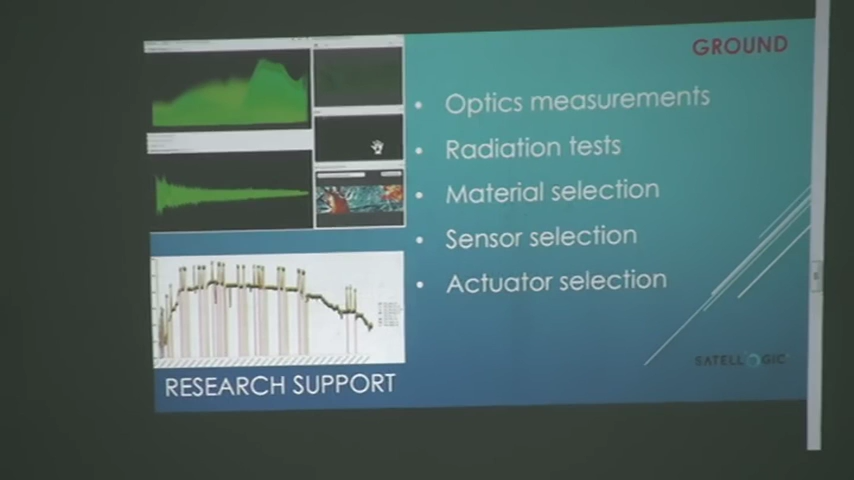 GROUND
• Optics measurements
• Radiation tests
• Material selection
• Sensor selection
• Actuator selection
RESEARCH SUPPORT
SATELLOGIC